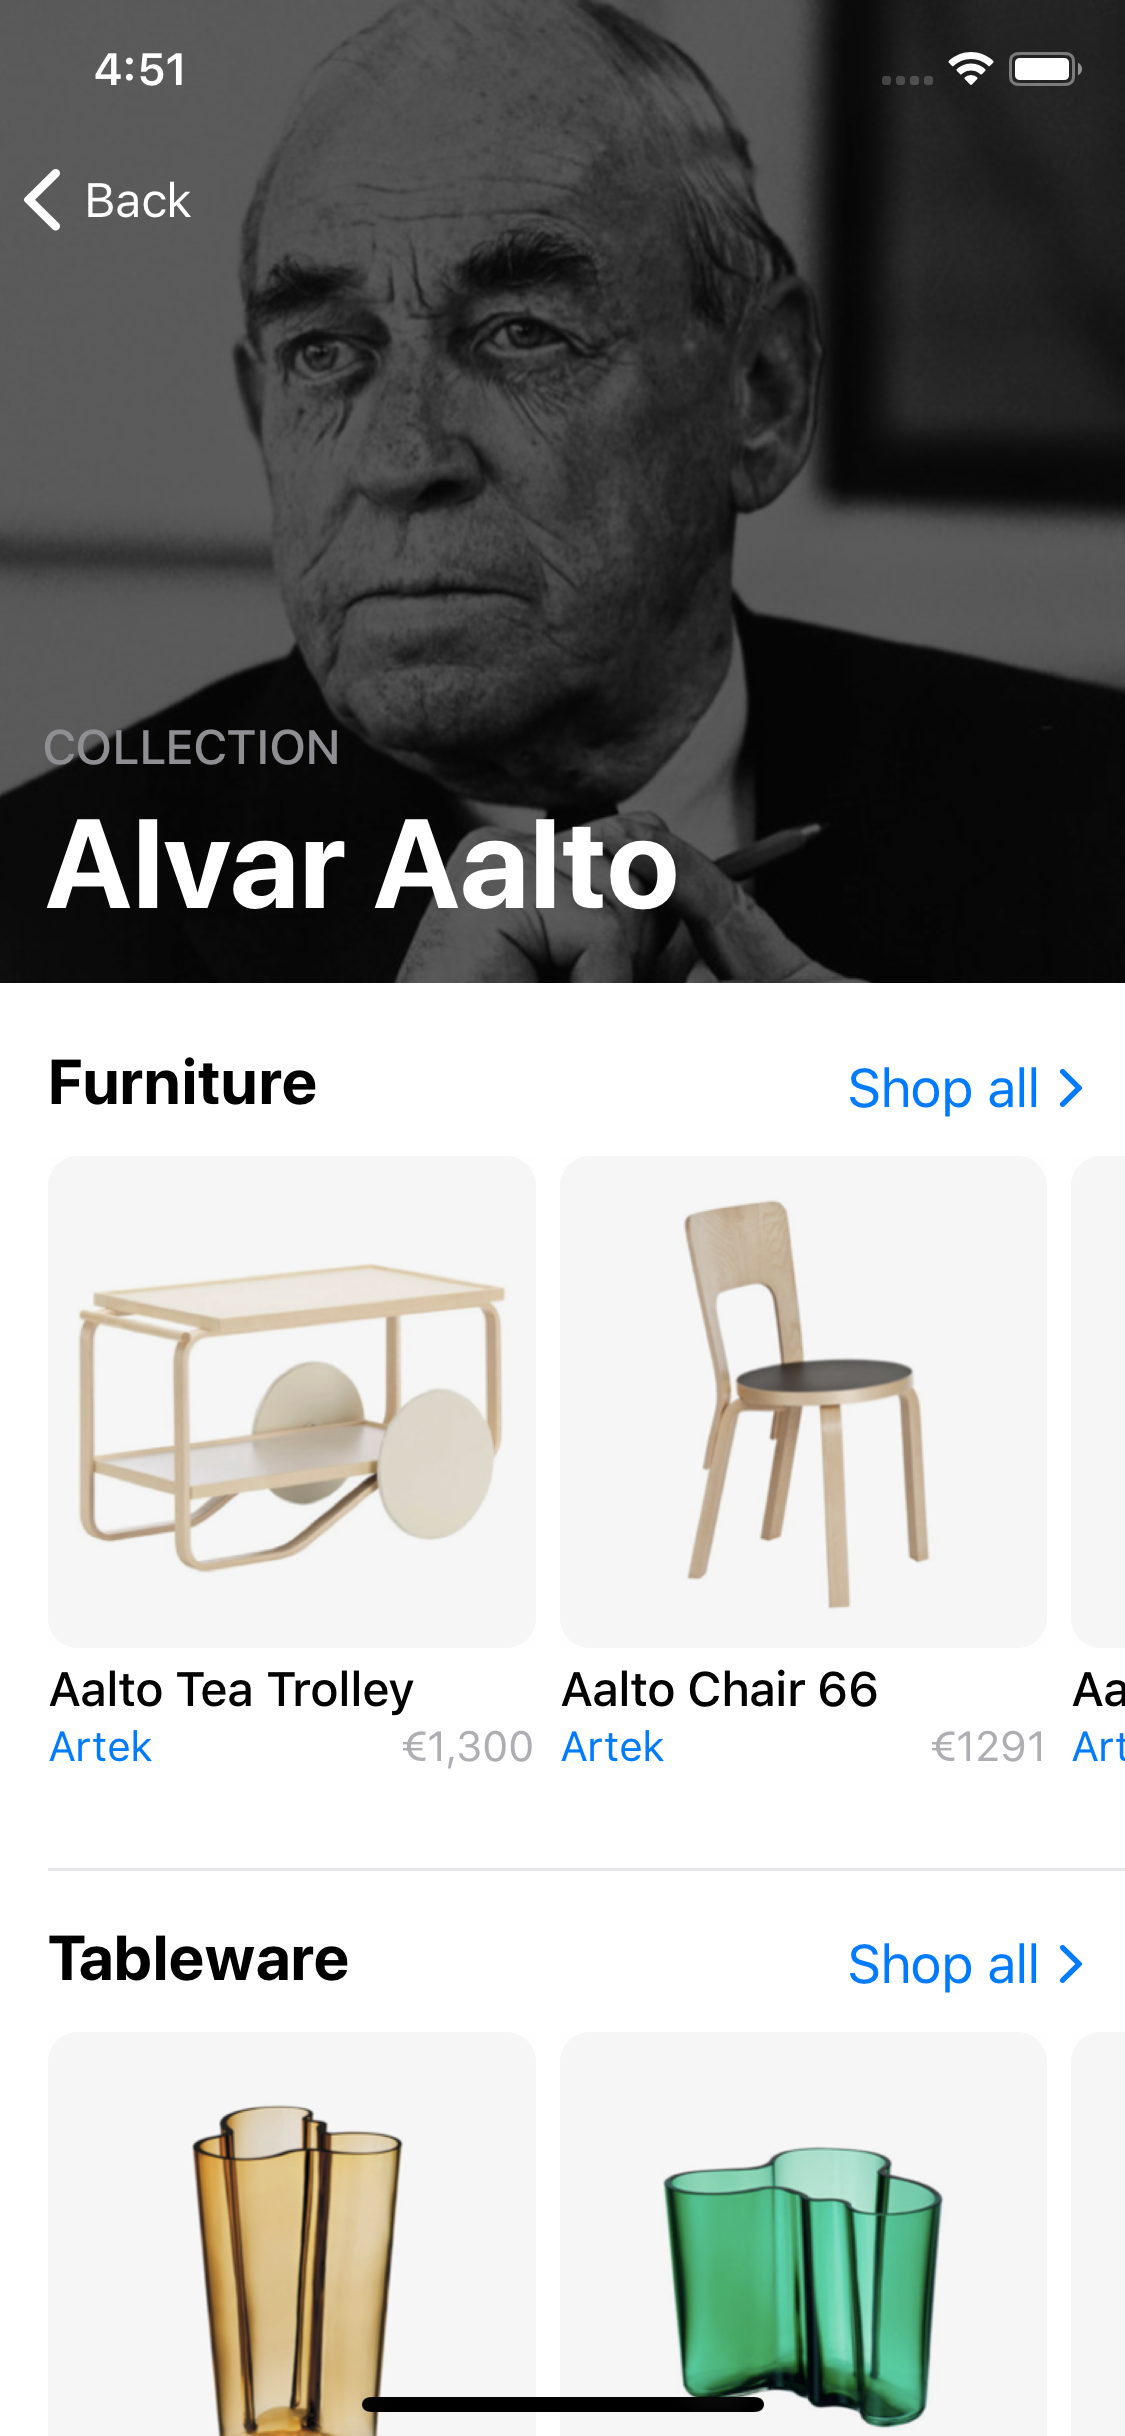 4:51
Back
COLLECTION
Alvar Aalto
Furniture
Shop all
Aalto Tea Trolley
Aalto Chair 66
Aa
Artek
€1,300
Artek
€1291
Art
Tableware
Shop all